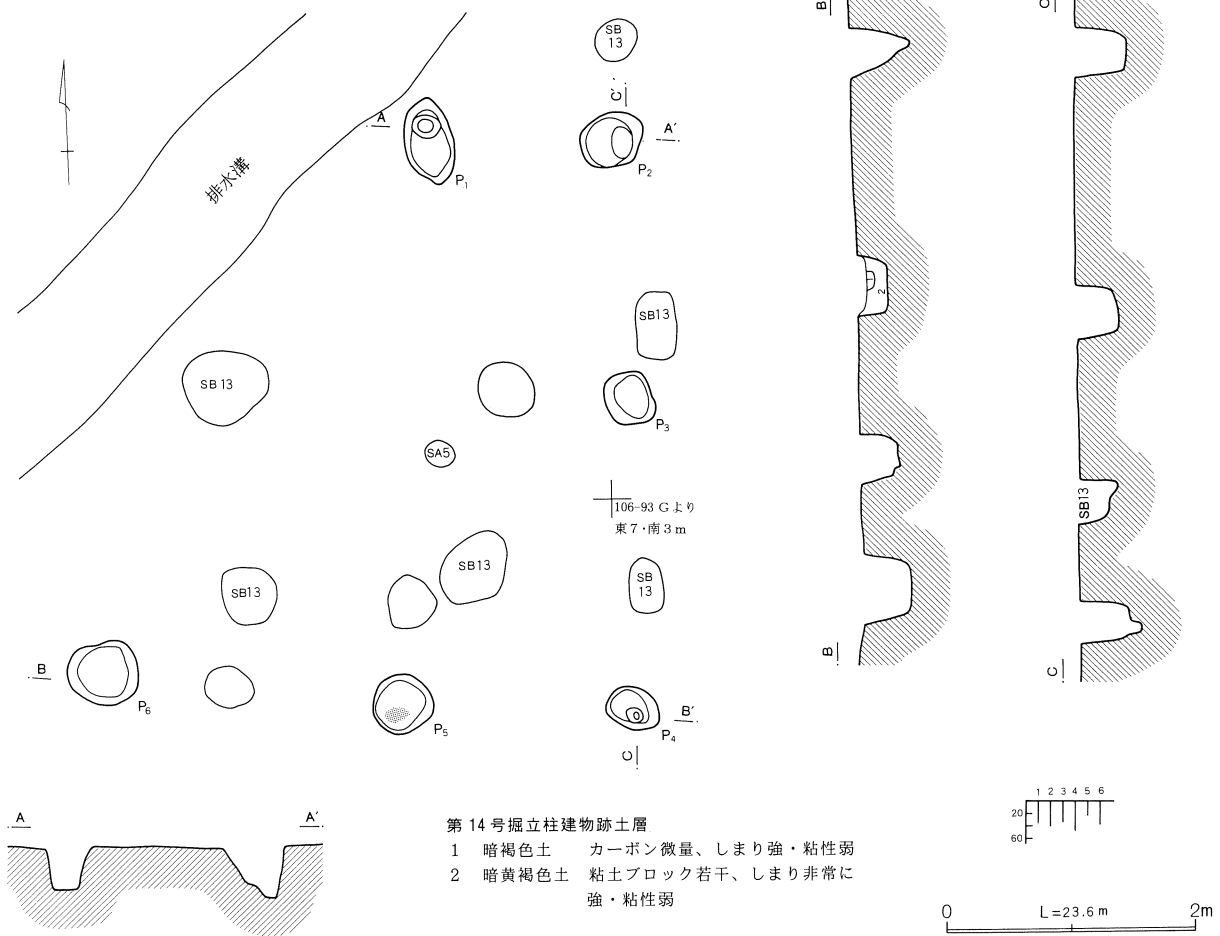 SB
13
C′
A
A′
P₁
P₂
排水溝
SB13
SB13
P₃
SA5
106-93 Gより
東7・南3m
SB13
SB
13
SB13
B
P₆
P₅
P₄
B′
C
B
2
SB13
B
C
A
A′
第14号掘立柱建物跡土層
1 暗褐色土 カーボン微量、しまり強・粘性弱
2 暗黄褐色土 粘土ブロック若干、しまり非常に
強・粘性弱
1 2 3 4 5 6
20
60
0 L=23.6m 2m